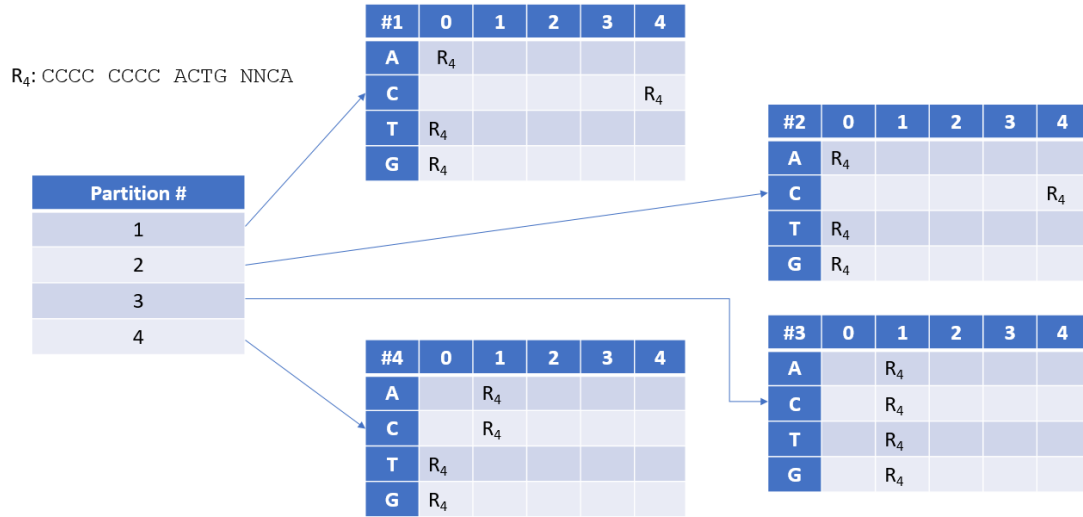 R₄: CCCC CCCC ACTG NNCA
Partition #
1
2
3
4
#1 0 1 2 3 4
A R₄
C R₄
T R₄
G R₄
#2 0 1 2 3 4
A R₄
C R₄
T R₄
G R₄
#4 0 1 2 3 4
A R₄
C R₄
T R₄
G R₄
#3 0 1 2 3 4
A R₄
C R₄
T R₄
G R₄